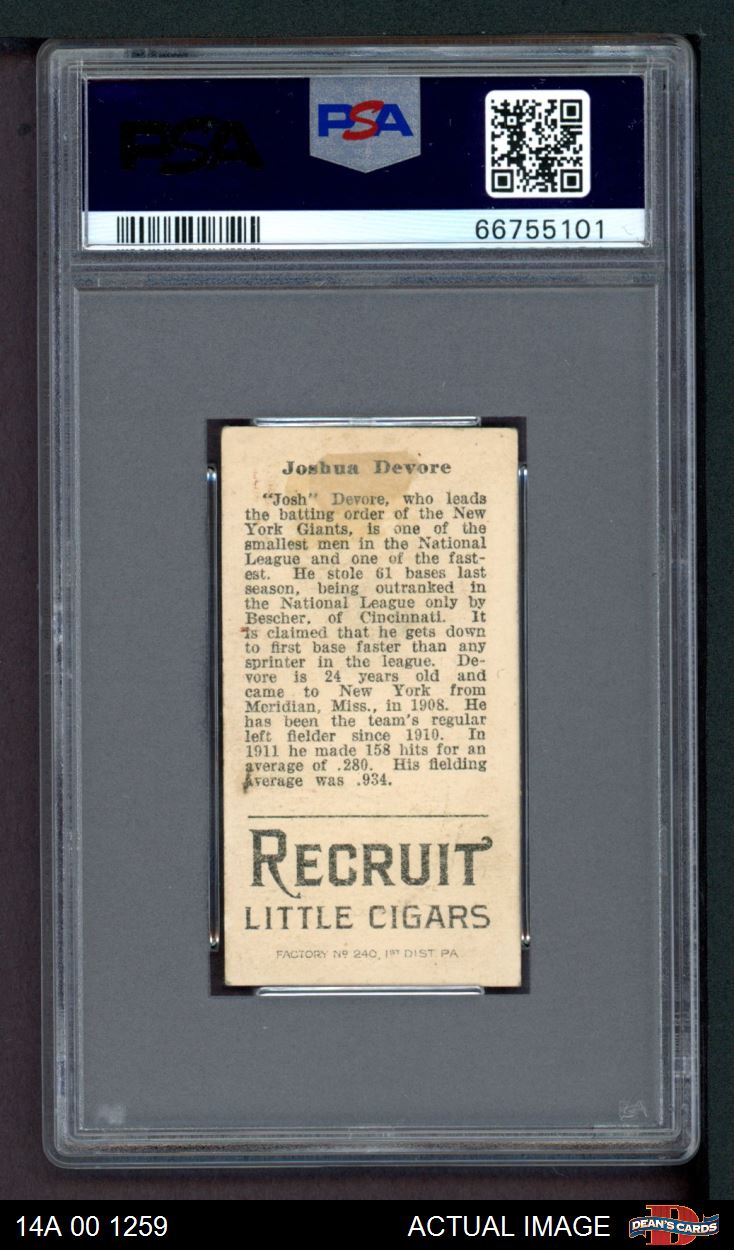 PSA
PSA
66755101
Joshua Devore
"Josh" Devore, who leads
the batting order of the New
York Giants, is one of the
smallest men in the National
League and one of the fast-
est. He stole 61 bases last
season, being outranked in
the National League only by
Bescher, of Cincinnati. It
is claimed that he gets down
to first base faster than any
sprinter in the league. De-
vore is 24 years old and
came to New York from
Meridian, Miss., in 1908. He
has been the team's regular
left fielder since 1910. In
1911 he made 158 hits for an
average of .280. His fielding
average was .934.
RECRUIT
LITTLE CIGARS
FACTORY Nº 240, 1ST DIST. PA.
PSA
14A 00 1259
ACTUAL IMAGE
DEAN'S CARDS